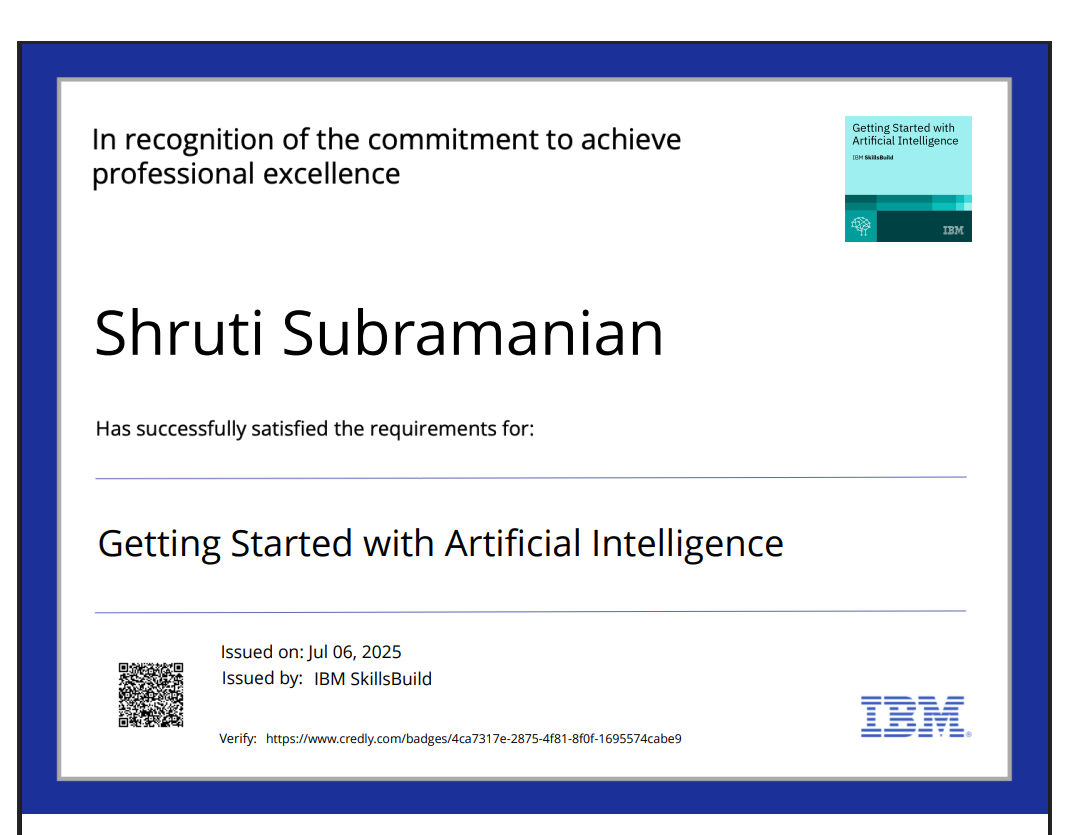 In recognition of the commitment to achieve
professional excellence
Getting Started with
Artificial Intelligence
IBM SkillsBuild
IBM
Shruti Subramanian
Has successfully satisfied the requirements for:
Getting Started with Artificial Intelligence
Issued on: Jul 06, 2025
Issued by: IBM SkillsBuild
Verify: https://www.credly.com/badges/4ca7317e-2875-4f81-8f0f-1695574cabe9
IBM®